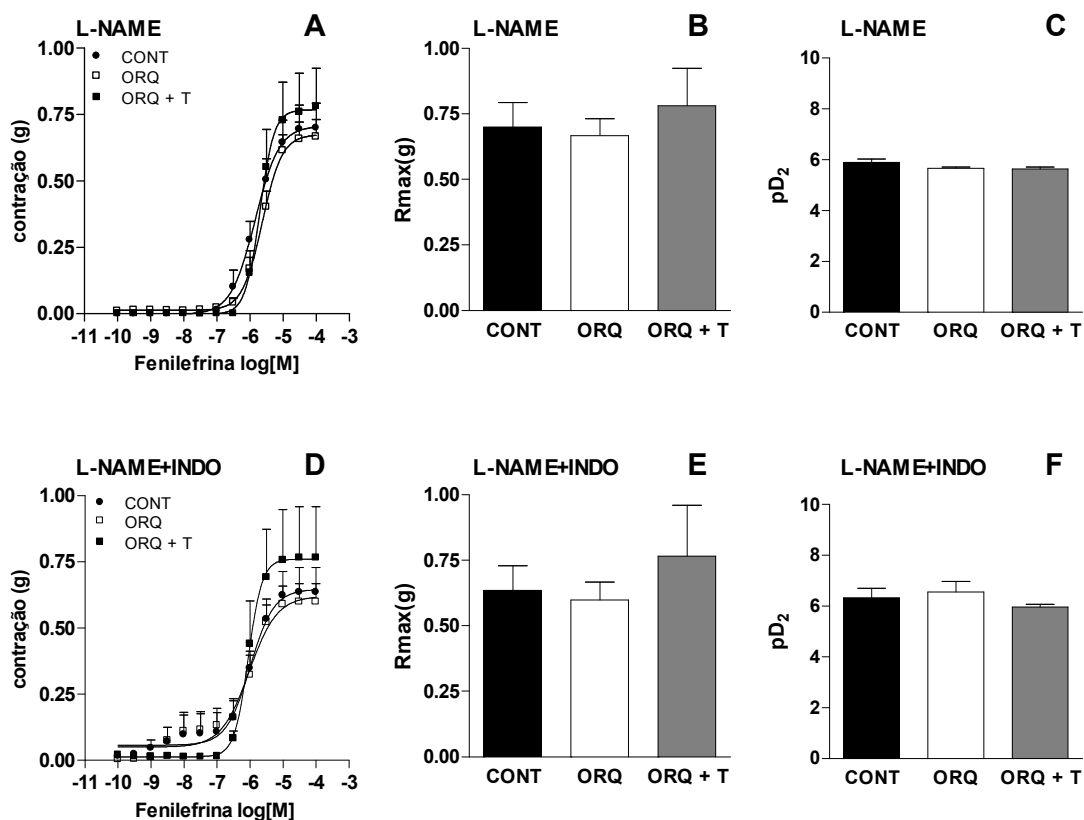 L-NAME
A
CONT
ORQ
ORQ + T
1.00
0.75
0.50
0.25
0.00
contração (g)
-11 -10 -9 -8 -7 -6 -5 -4 -3
Fenilefrina log[M]
L-NAME
B
1.00
0.75
0.50
0.25
0.00
Rmax(g)
CONT ORQ ORQ + T
L-NAME
C
10
8
6
4
2
0
pD2
CONT ORQ ORQ + T
L-NAME+INDO
D
CONT
ORQ
ORQ + T
1.00
0.75
0.50
0.25
0.00
contração (g)
-11 -10 -9 -8 -7 -6 -5 -4 -3
Fenilefrina log[M]
L-NAME+INDO
E
1.00
0.75
0.50
0.25
0.00
Rmax(g)
CONT ORQ ORQ + T
L-NAME+INDO
F
10
8
6
4
2
0
pD2
CONT ORQ ORQ + T